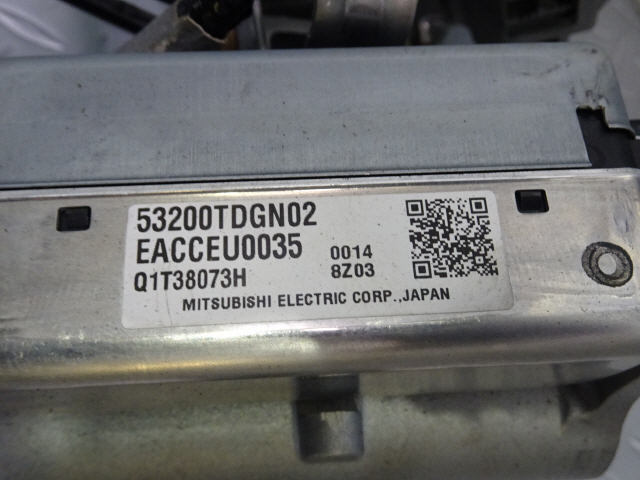 53200TDGN02
EACCEU0035 0014
Q1T38073H 8Z03
MITSUBISHI ELECTRIC CORP.,JAPAN